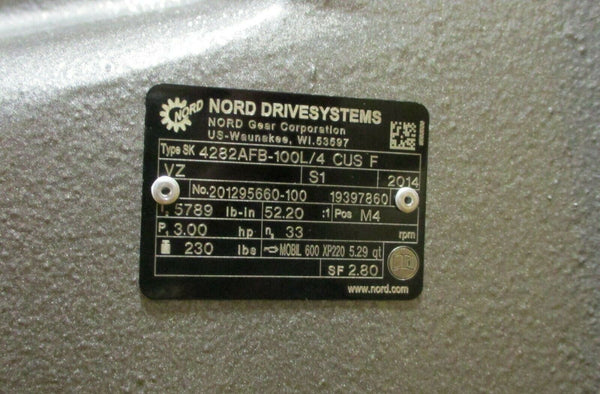 NORD
NORD DRIVESYSTEMS
NORD Gear Corporation
US-Waunakee, WI.53597
Type SK 4282AFB-100L/4 CUS F
VZ S1 2014
No. 201295660-100 19397860
5789 lb-in 52.20 :1 Pos M4
P 3.00 hp n 33 rpm
230 lbs MOBIL 600 XP220 5.29 qt
SF 2.80
www.nord.com